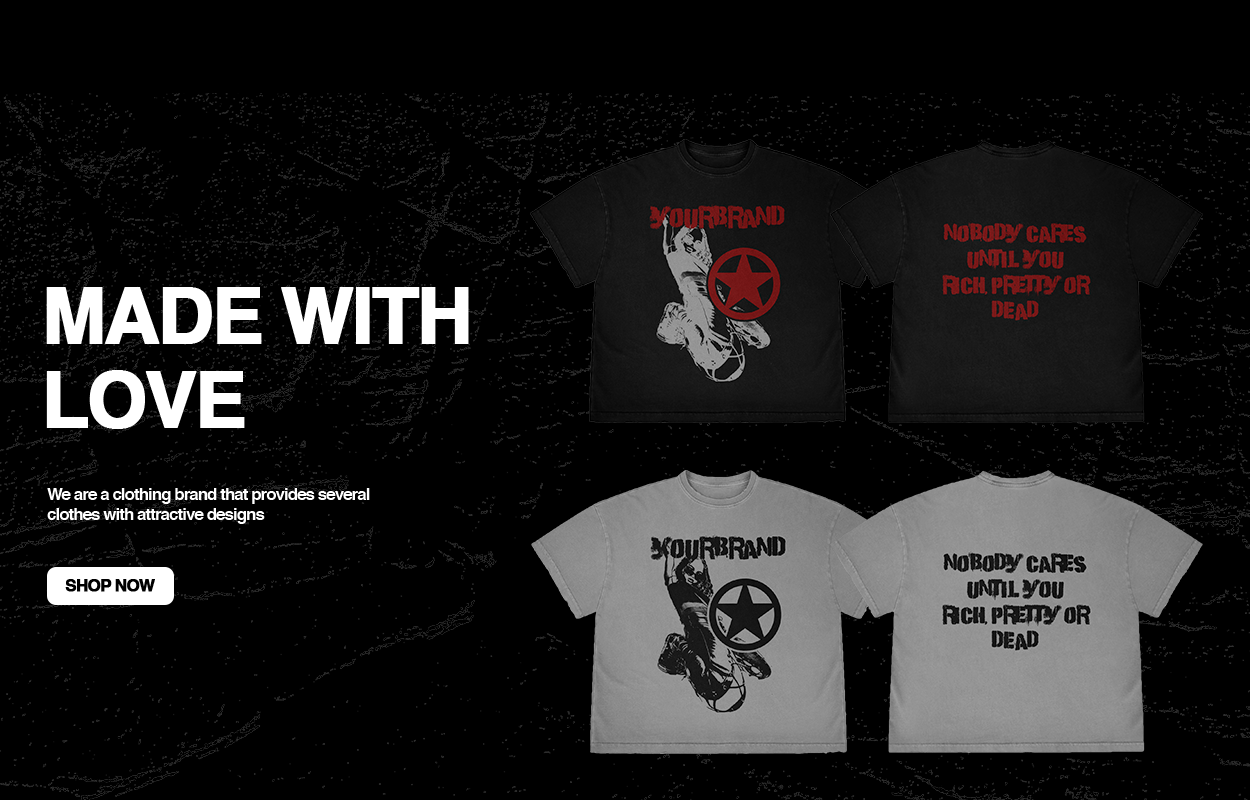 MADE WITH
LOVE
We are a clothing brand that provides several
clothes with attractive designs
SHOP NOW
YOURBRAND
NOBODY CARES
UNTIL YOU
RICH, PRETTY OR
DEAD
YOURBRAND
NOBODY CARES
UNTIL YOU
RICH, PRETTY OR
DEAD